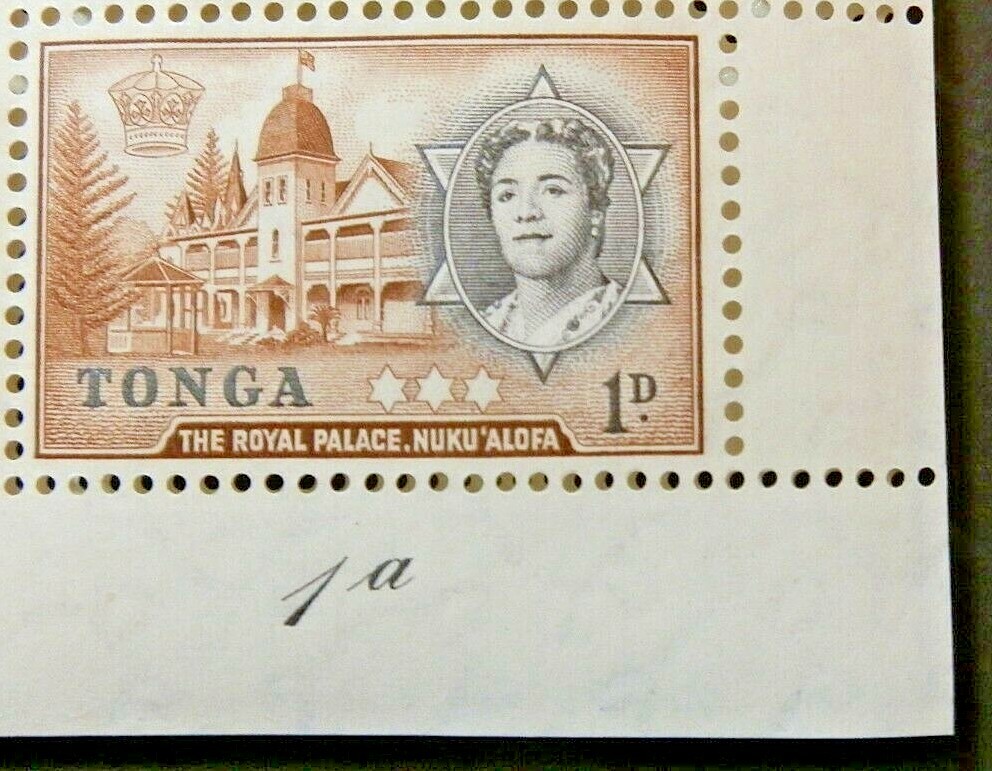 TONGA
1D.
THE ROYAL PALACE, NUKU'ALOFA
1a